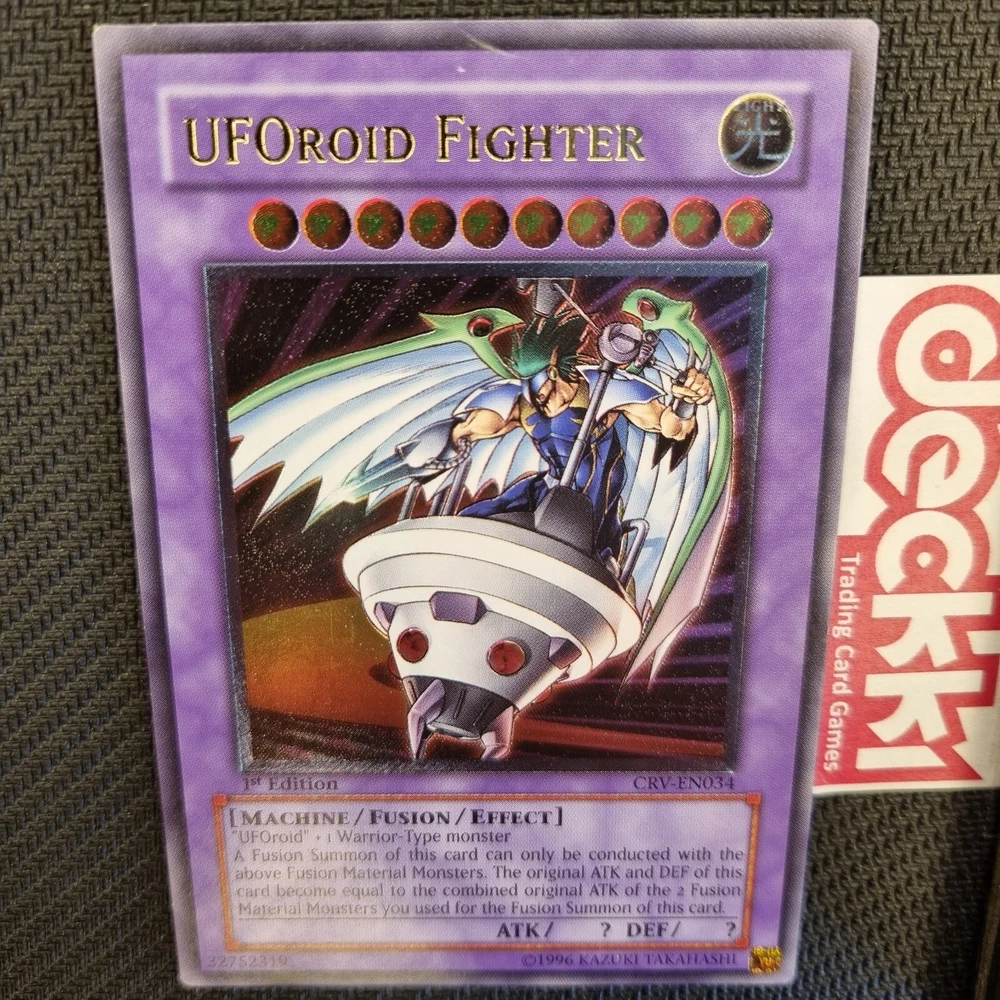 UFOroid Fighter
LIGHT
光
1st Edition
CRV-EN034
[Machine/Fusion/Effect]
"UFOroid" + 1 Warrior-Type monster
A Fusion Summon of this card can only be conducted with the
above Fusion Material Monsters. The original ATK and DEF of this
card become equal to the combined original ATK of the 2 Fusion
Material Monsters you used for the Fusion Summon of this card.
ATK/ ? DEF/ ?
32752319
©1996 KAZUKI TAKAHASHI
deckki
Trading Card Games